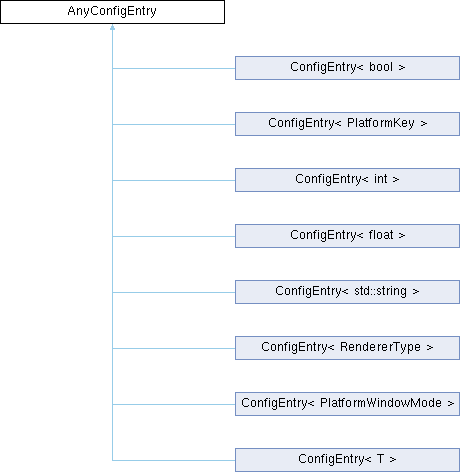 AnyConfigEntry
ConfigEntry< bool >
ConfigEntry< PlatformKey >
ConfigEntry< int >
ConfigEntry< float >
ConfigEntry< std::string >
ConfigEntry< RendererType >
ConfigEntry< PlatformWindowMode >
ConfigEntry< T >